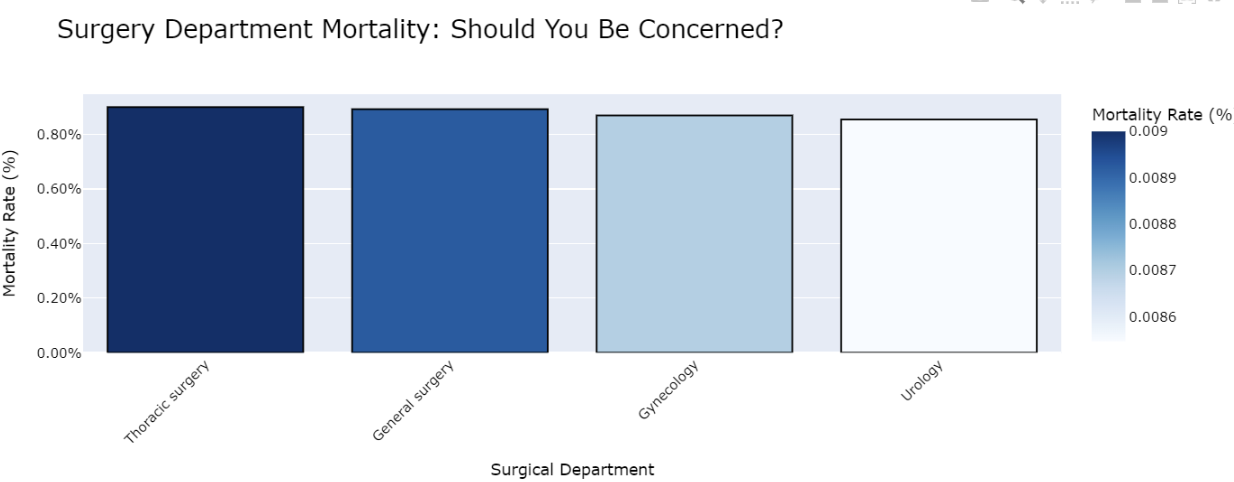 Surgery Department Mortality: Should You Be Concerned?
Mortality Rate (%
0.009
0.0089
0.0088
0.0087
0.0086
Mortality Rate (%)
0.80%
0.60%
0.40%
0.20%
0.00%
Thoracic surgery
General surgery
Gynecology
Urology
Surgical Department